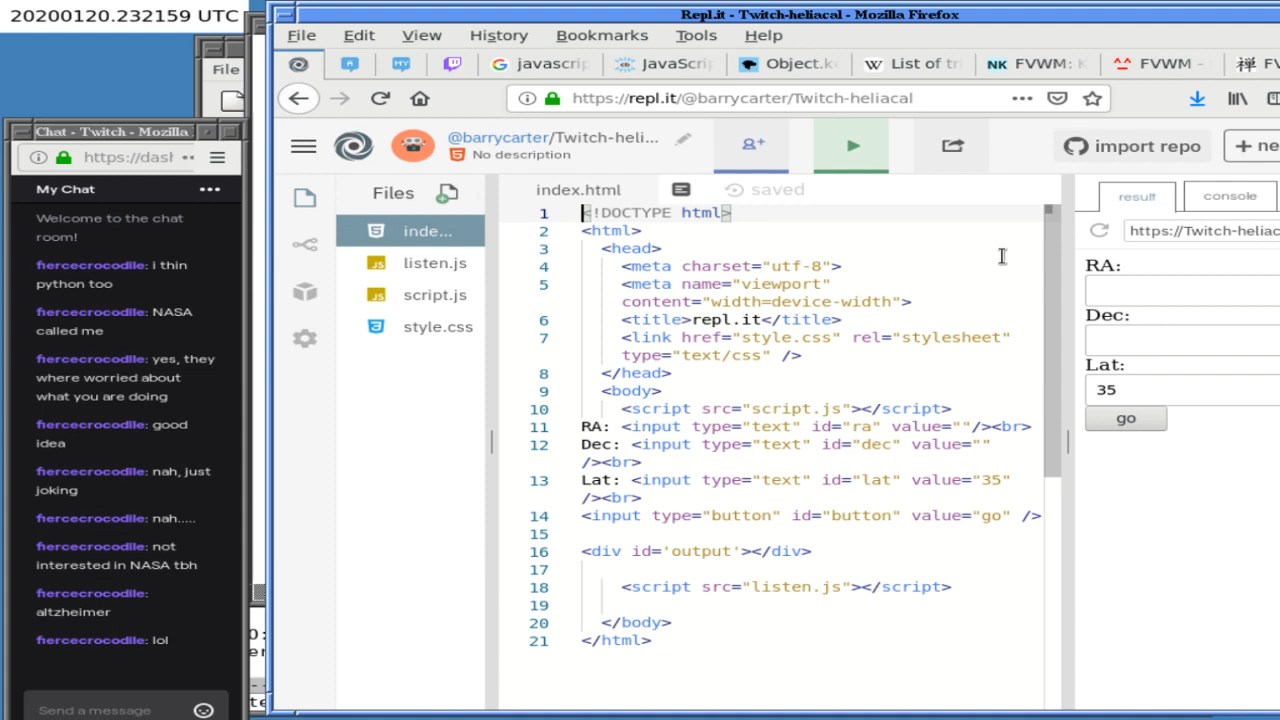 20200120.232159 UTC
Repl.it - Twitch-heliacal - Mozilla Firefox
File Edit View History Bookmarks Tools Help
javascrip JavaScri Object.k List of tri NK FVWM: K FVWM - 禅 FV
https://repl.it/@barrycarter/Twitch-heliacal
@barrycarter/Twitch-heli...
No description
import repo
+ ne
File
Chat - Twitch - Mozilla
https://dash
My Chat
Welcome to the chat
room!
fiercecrocodile: i thin
python too
fiercecrocodile: NASA
called me
fiercecrocodile: yes, they
where worried about
what you are doing
fiercecrocodile: good
idea
fiercecrocodile: nah, just
joking
fiercecrocodile: nah.....
fiercecrocodile: not
interested in NASA tbh
fiercecrocodile:
altzheimer
fiercecrocodile: lol
Send a message
Files
inde...
listen.js
script.js
style.css
index.html
saved
1 <!DOCTYPE html>
2 <html>
3 <head>
4 <meta charset="utf-8">
5 <meta name="viewport"
content="width=device-width">
6 <title>repl.it</title>
7 <link href="style.css" rel="stylesheet"
type="text/css" />
8 </head>
9 <body>
10 <script src="script.js"></script>
11 RA: <input type="text" id="ra" value=""/><br>
12 Dec: <input type="text" id="dec" value=""
/><br>
13 Lat: <input type="text" id="lat" value="35"
/><br>
14 <input type="button" id="button" value="go" />
15
16 <div id='output'></div>
17
18 <script src="listen.js"></script>
19
20 </body>
21 </html>
result
console
https://Twitch-heliac
RA:
Dec:
Lat:
35
go